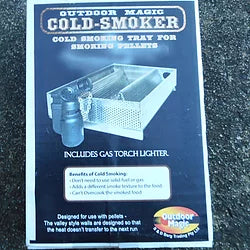 OUTDOOR MAGIC
COLD-SMOKER
COLD SMOKING TRAY FOR
SMOKING PELLETS
INCLUDES GAS TORCH LIGHTER
Benefits of Cold Smoking:
- Don't need to use solid fuel or gas
- Adds a different smoke texture to the food
- Can't Overcook the smoked food
Designed for use with pellets -
The valley style walls are designed so that
the heat doesn't transfer to the next run
Outdoor
Magic
Trading Pty Ltd